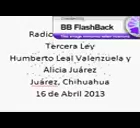 BB FlashBack
Radio
Tercera Ley
Humberto Leal Valenzuela y
Alicia Juárez
Juárez, Chihuahua
16 de Abril 2013